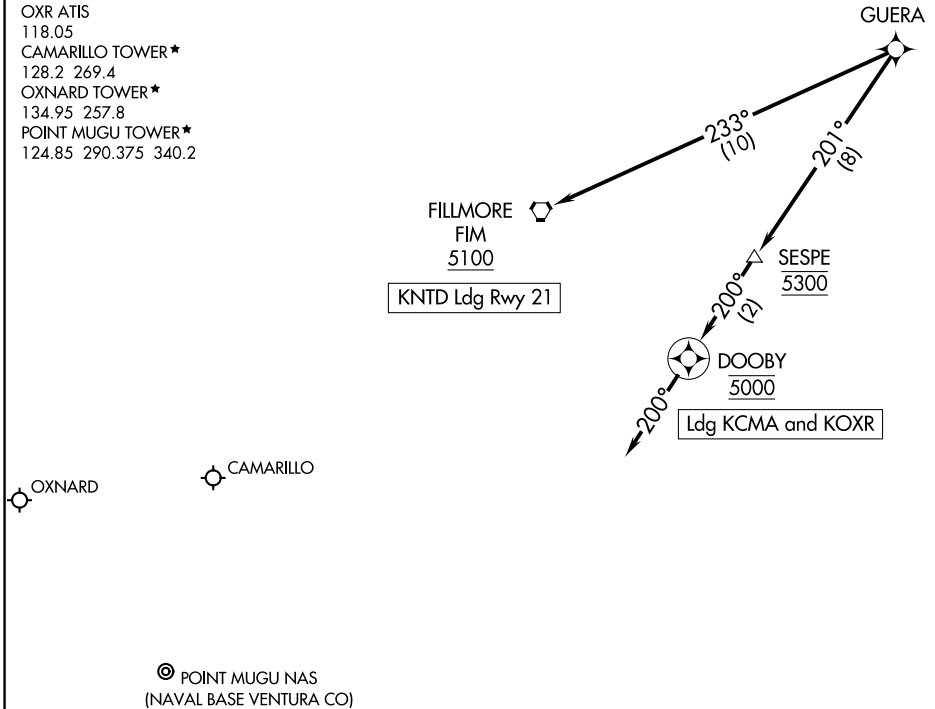 OXR ATIS
118.05
CAMARILLO TOWER★
128.2 269.4
OXNARD TOWER★
134.95 257.8
POINT MUGU TOWER★
124.85 290.375 340.2
GUERA
233°
(10)
201°
(8)
FILLMORE
FIM
5100
KNTD Ldg Rwy 21
SESPE
5300
200°
(2)
DOOBY
5000
Ldg KCMA and KOXR
200°
CAMARILLO
OXNARD
POINT MUGU NAS
(NAVAL BASE VENTURA CO)